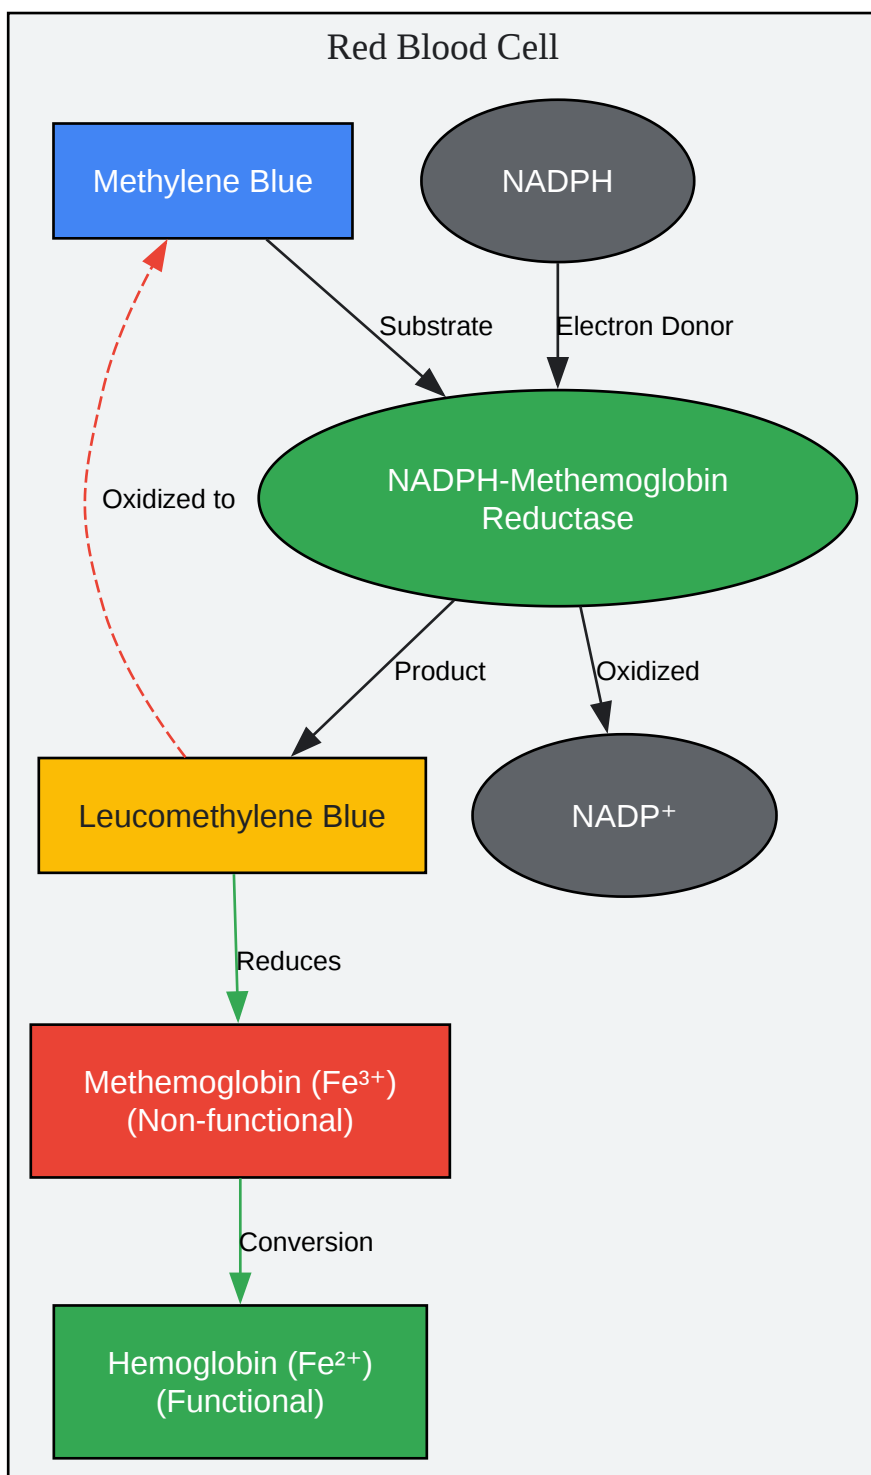 Red Blood Cell
Methylene Blue
NADPH
Substrate
Electron Donor
NADPH-Methemoglobin
Reductase
Oxidized to
Product
Oxidized
Leucomethylene Blue
NADP⁺
Reduces
Methemoglobin (Fe³⁺)
(Non-functional)
Conversion
Hemoglobin (Fe²⁺)
(Functional)